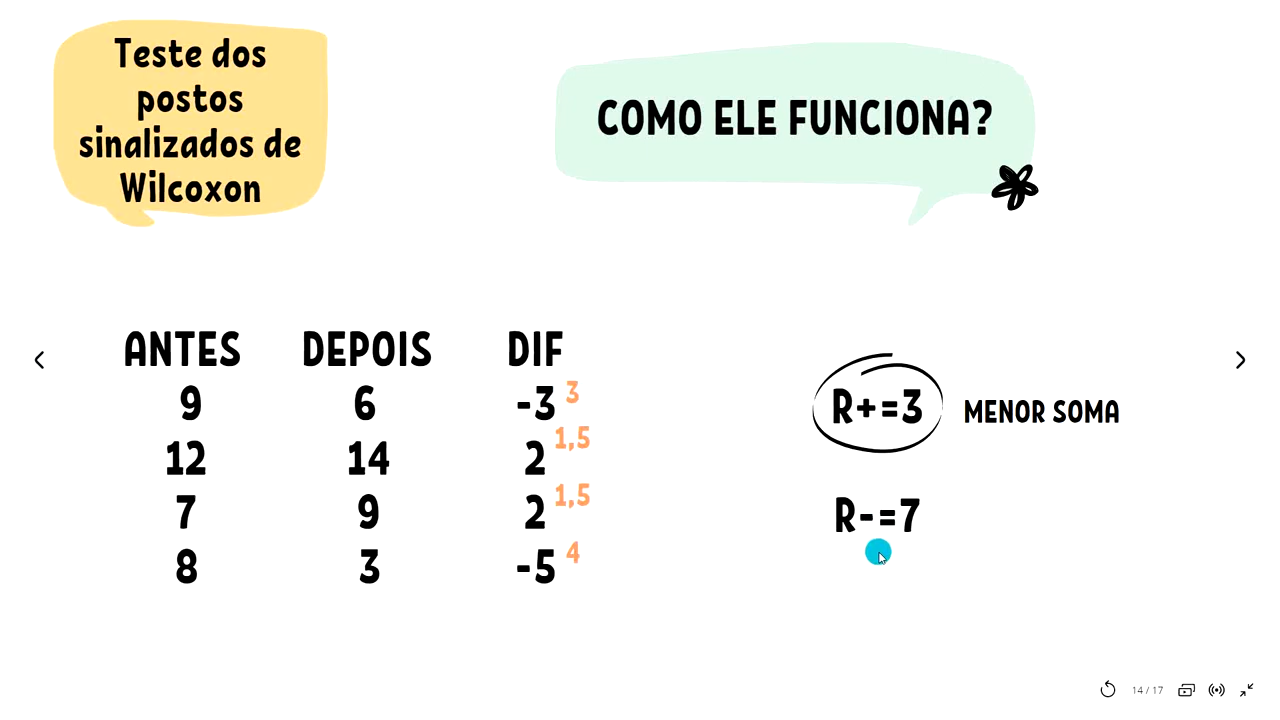 Teste dos
postos
sinalizados de
Wilcoxon
COMO ELE FUNCIONA?
ANTES DEPOIS DIF
9 6 -3 3
12 14 2 1,5
7 9 2 1,5
8 3 -5 4
R+=3 MENOR SOMA
R-=7
14 / 17